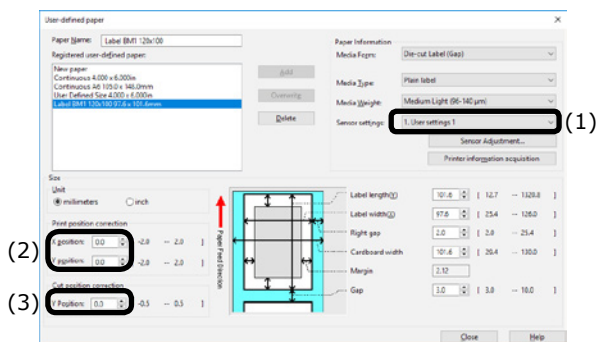 User-defined paper
Paper Name: Label BM1 120x100
Registered user-defined paper:
New paper
Continuous 4.000 x 6.000in
Continuous A6 105.0 x 148.0mm
User Defined Size 4.000 x 6.000in
Label BM1 120x100 97.6 x 101.6mm
Add
Overwrite
Delete
Paper Information
Media Form: Die-cut Label (Gap)
Media Type: Plain label
Media Weight: Medium Light (96-140 μm)
Sensor settings: 1. User settings 1
(1)
Sensor Adjustment...
Printer information acquisition
Size
Unit
millimeters inch
Print position correction
(2)
X position: 0.0 [ -2.0 -- 2.0 ]
Y position: 0.0 [ -2.0 -- 2.0 ]
Cut position correction
(3)
Y Position: 0.0 [ -0.5 -- 0.5 ]
Paper Feed Direction
Label length(Y) 101.6 [ 12.7 -- 1320.8 ]
Label width(X) 97.6 [ 25.4 -- 126.0 ]
Right gap 2.0 [ 2.0 -- 25.4 ]
Cardboard width 101.6 [ 29.4 -- 130.0 ]
Margin 2.12
Gap 3.0 [ 3.0 -- 10.0 ]
Close
Help